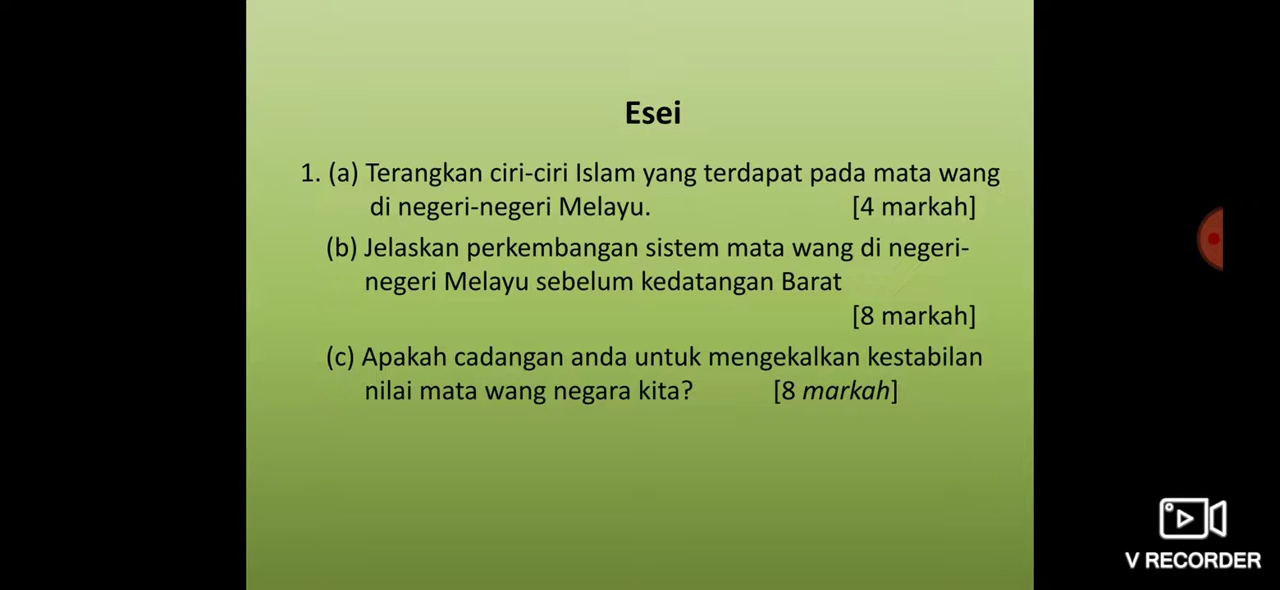 Esei
1. (a) Terangkan ciri-ciri Islam yang terdapat pada mata wang
di negeri-negeri Melayu. [4 markah]
(b) Jelaskan perkembangan sistem mata wang di negeri-
negeri Melayu sebelum kedatangan Barat
[8 markah]
(c) Apakah cadangan anda untuk mengekalkan kestabilan
nilai mata wang negara kita? [8 markah]
V RECORDER